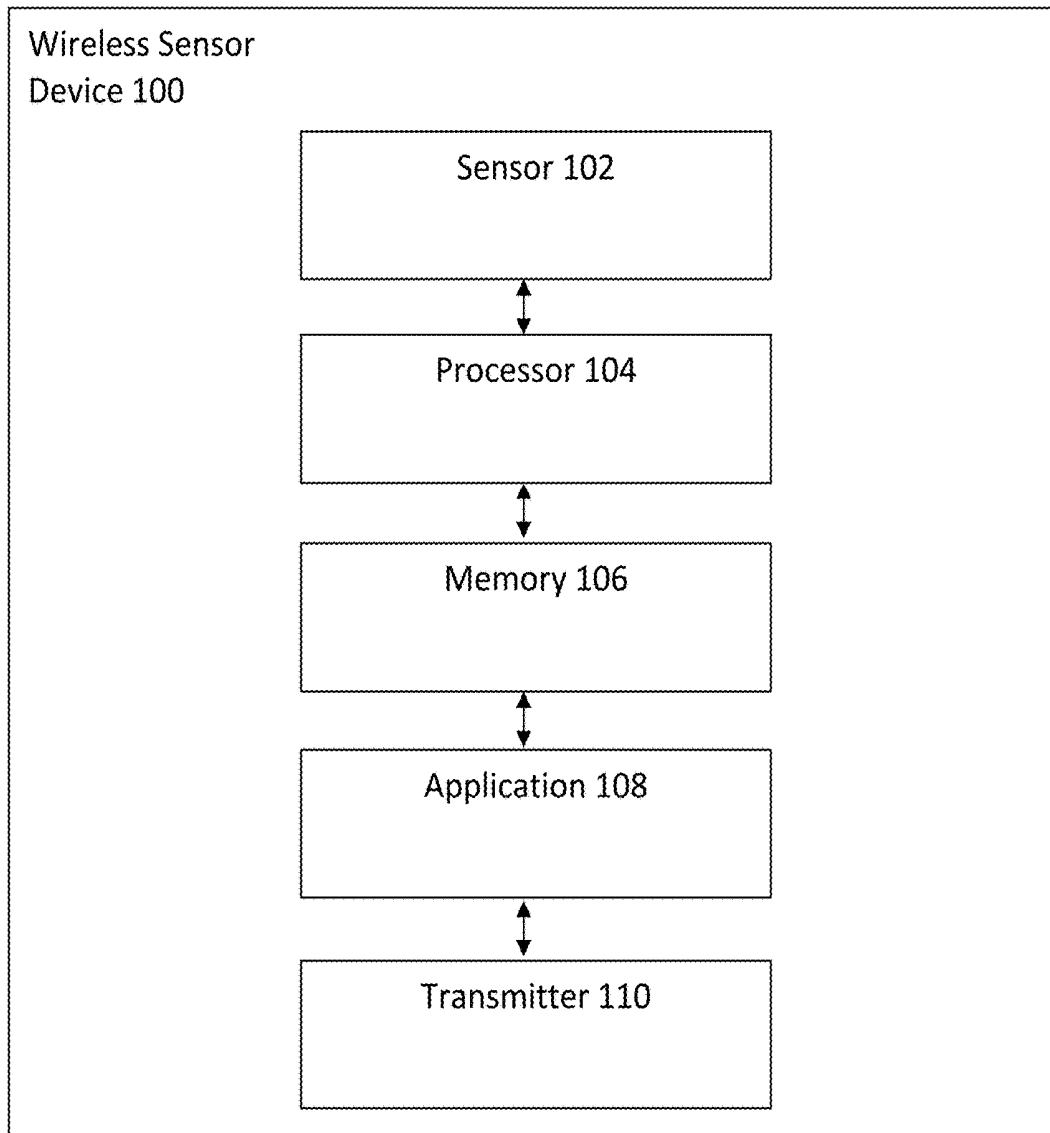 Wireless Sensor
Device 100
Sensor 102
Processor 104
Memory 106
Application 108
Transmitter 110